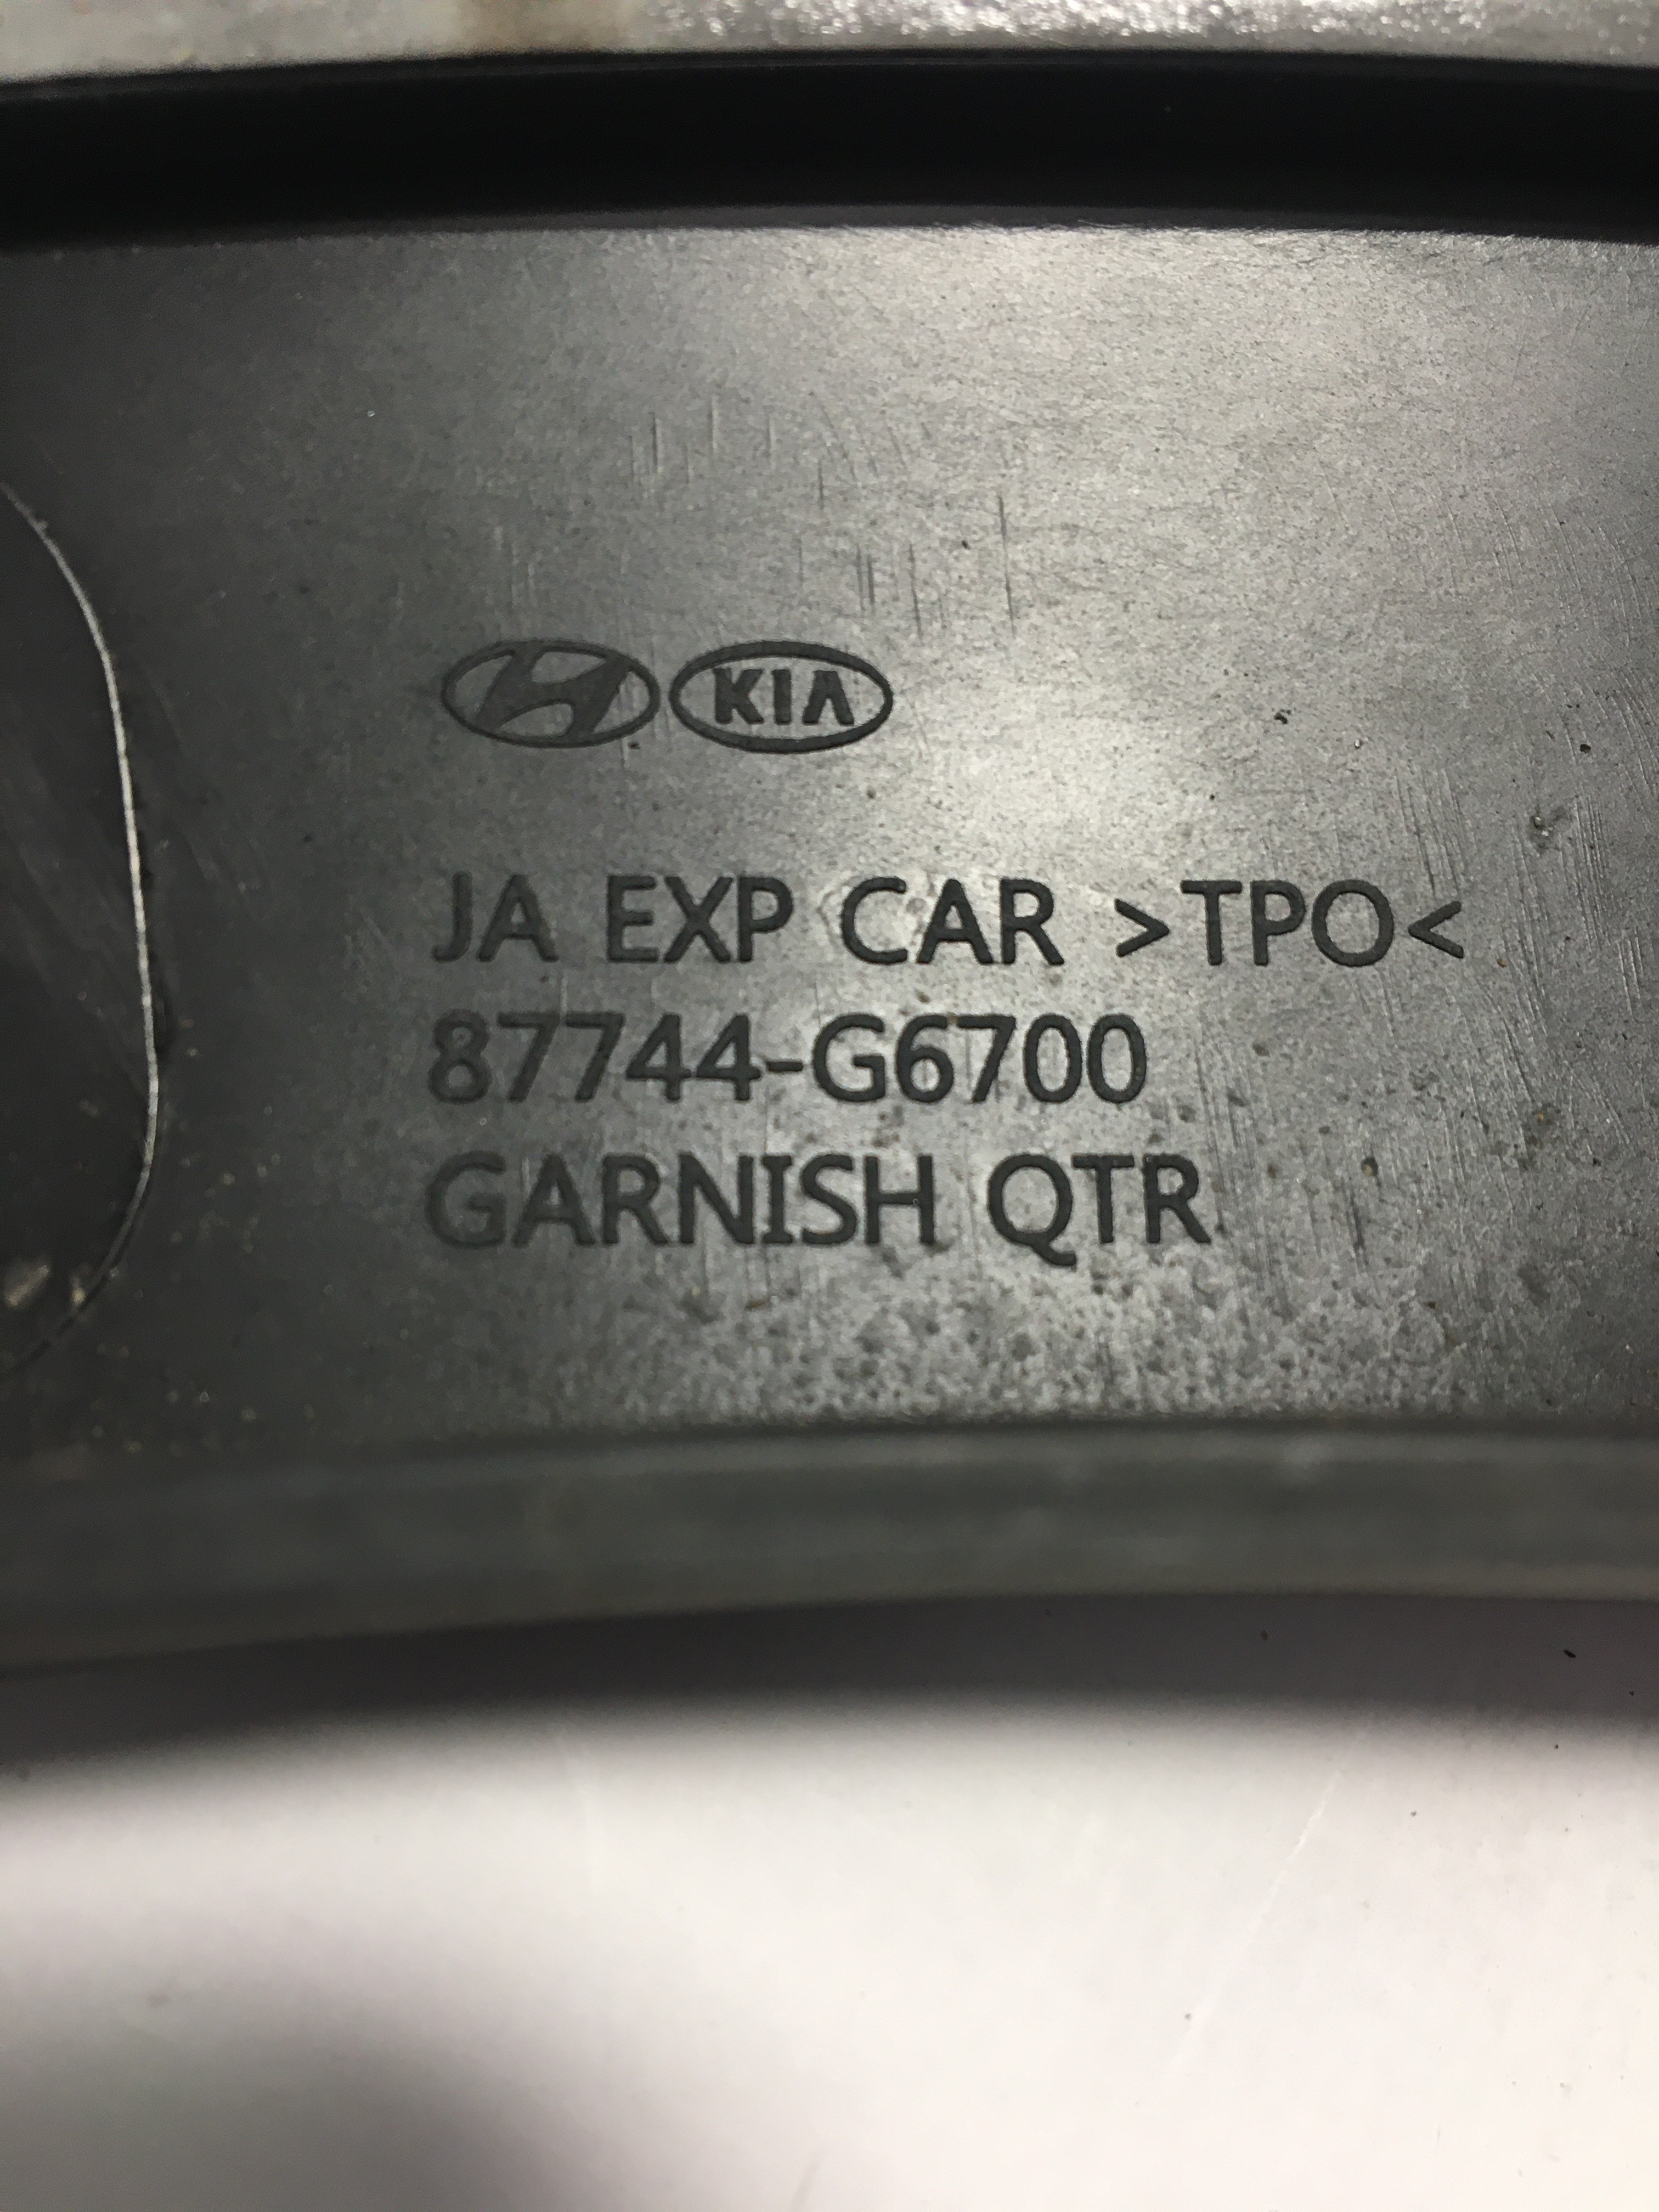 KIA
JA EXP CAR >TPO<
87744-G6700
GARNISH QTR